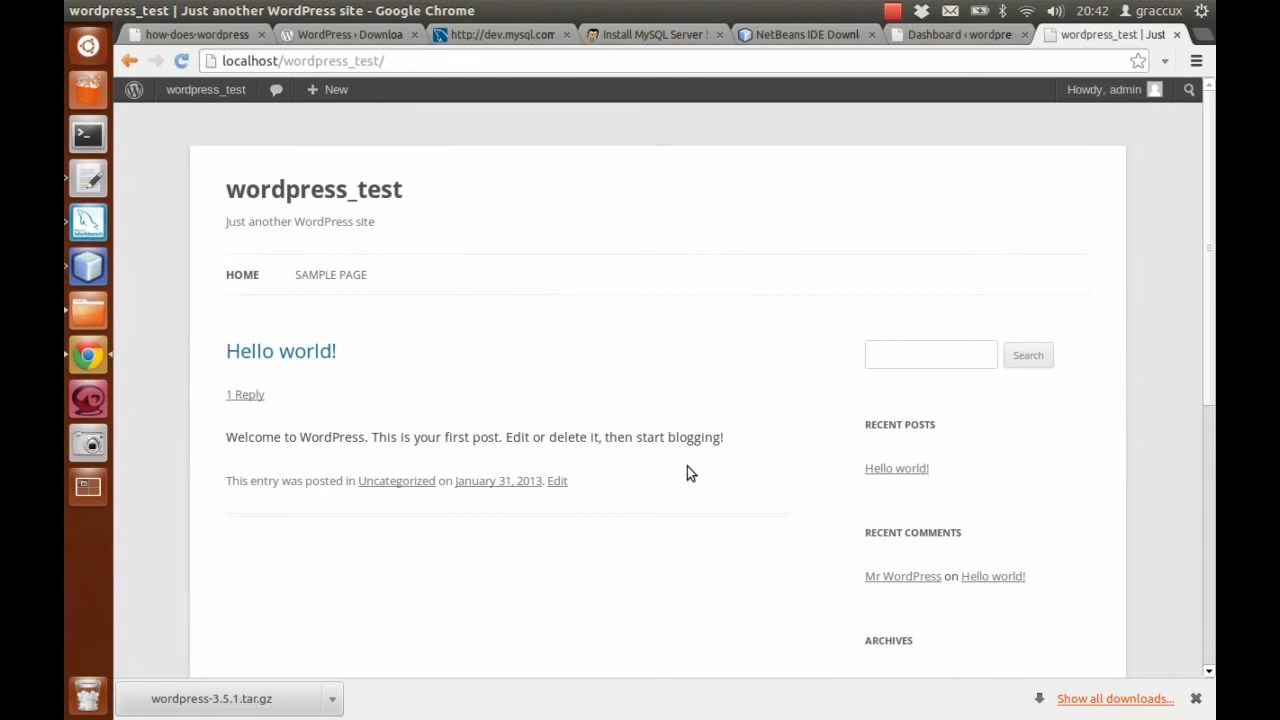 wordpress_test | Just another WordPress site - Google Chrome
20:42
graccux
how-does-wordpress
WordPress › Downloa
http://dev.mysql.com
Install MySQL Server
NetBeans IDE Downl
Dashboard ‹ wordpre
wordpress_test | Just
localhost/wordpress_test/
wordpress_test
+ New
Howdy, admin
wordpress_test
Just another WordPress site
HOME
SAMPLE PAGE
Hello world!
Search
1 Reply
RECENT POSTS
Welcome to WordPress. This is your first post. Edit or delete it, then start blogging!
Hello world!
This entry was posted in Uncategorized on January 31, 2013. Edit
RECENT COMMENTS
Mr WordPress on Hello world!
ARCHIVES
wordpress-3.5.1.tar.gz
Show all downloads...